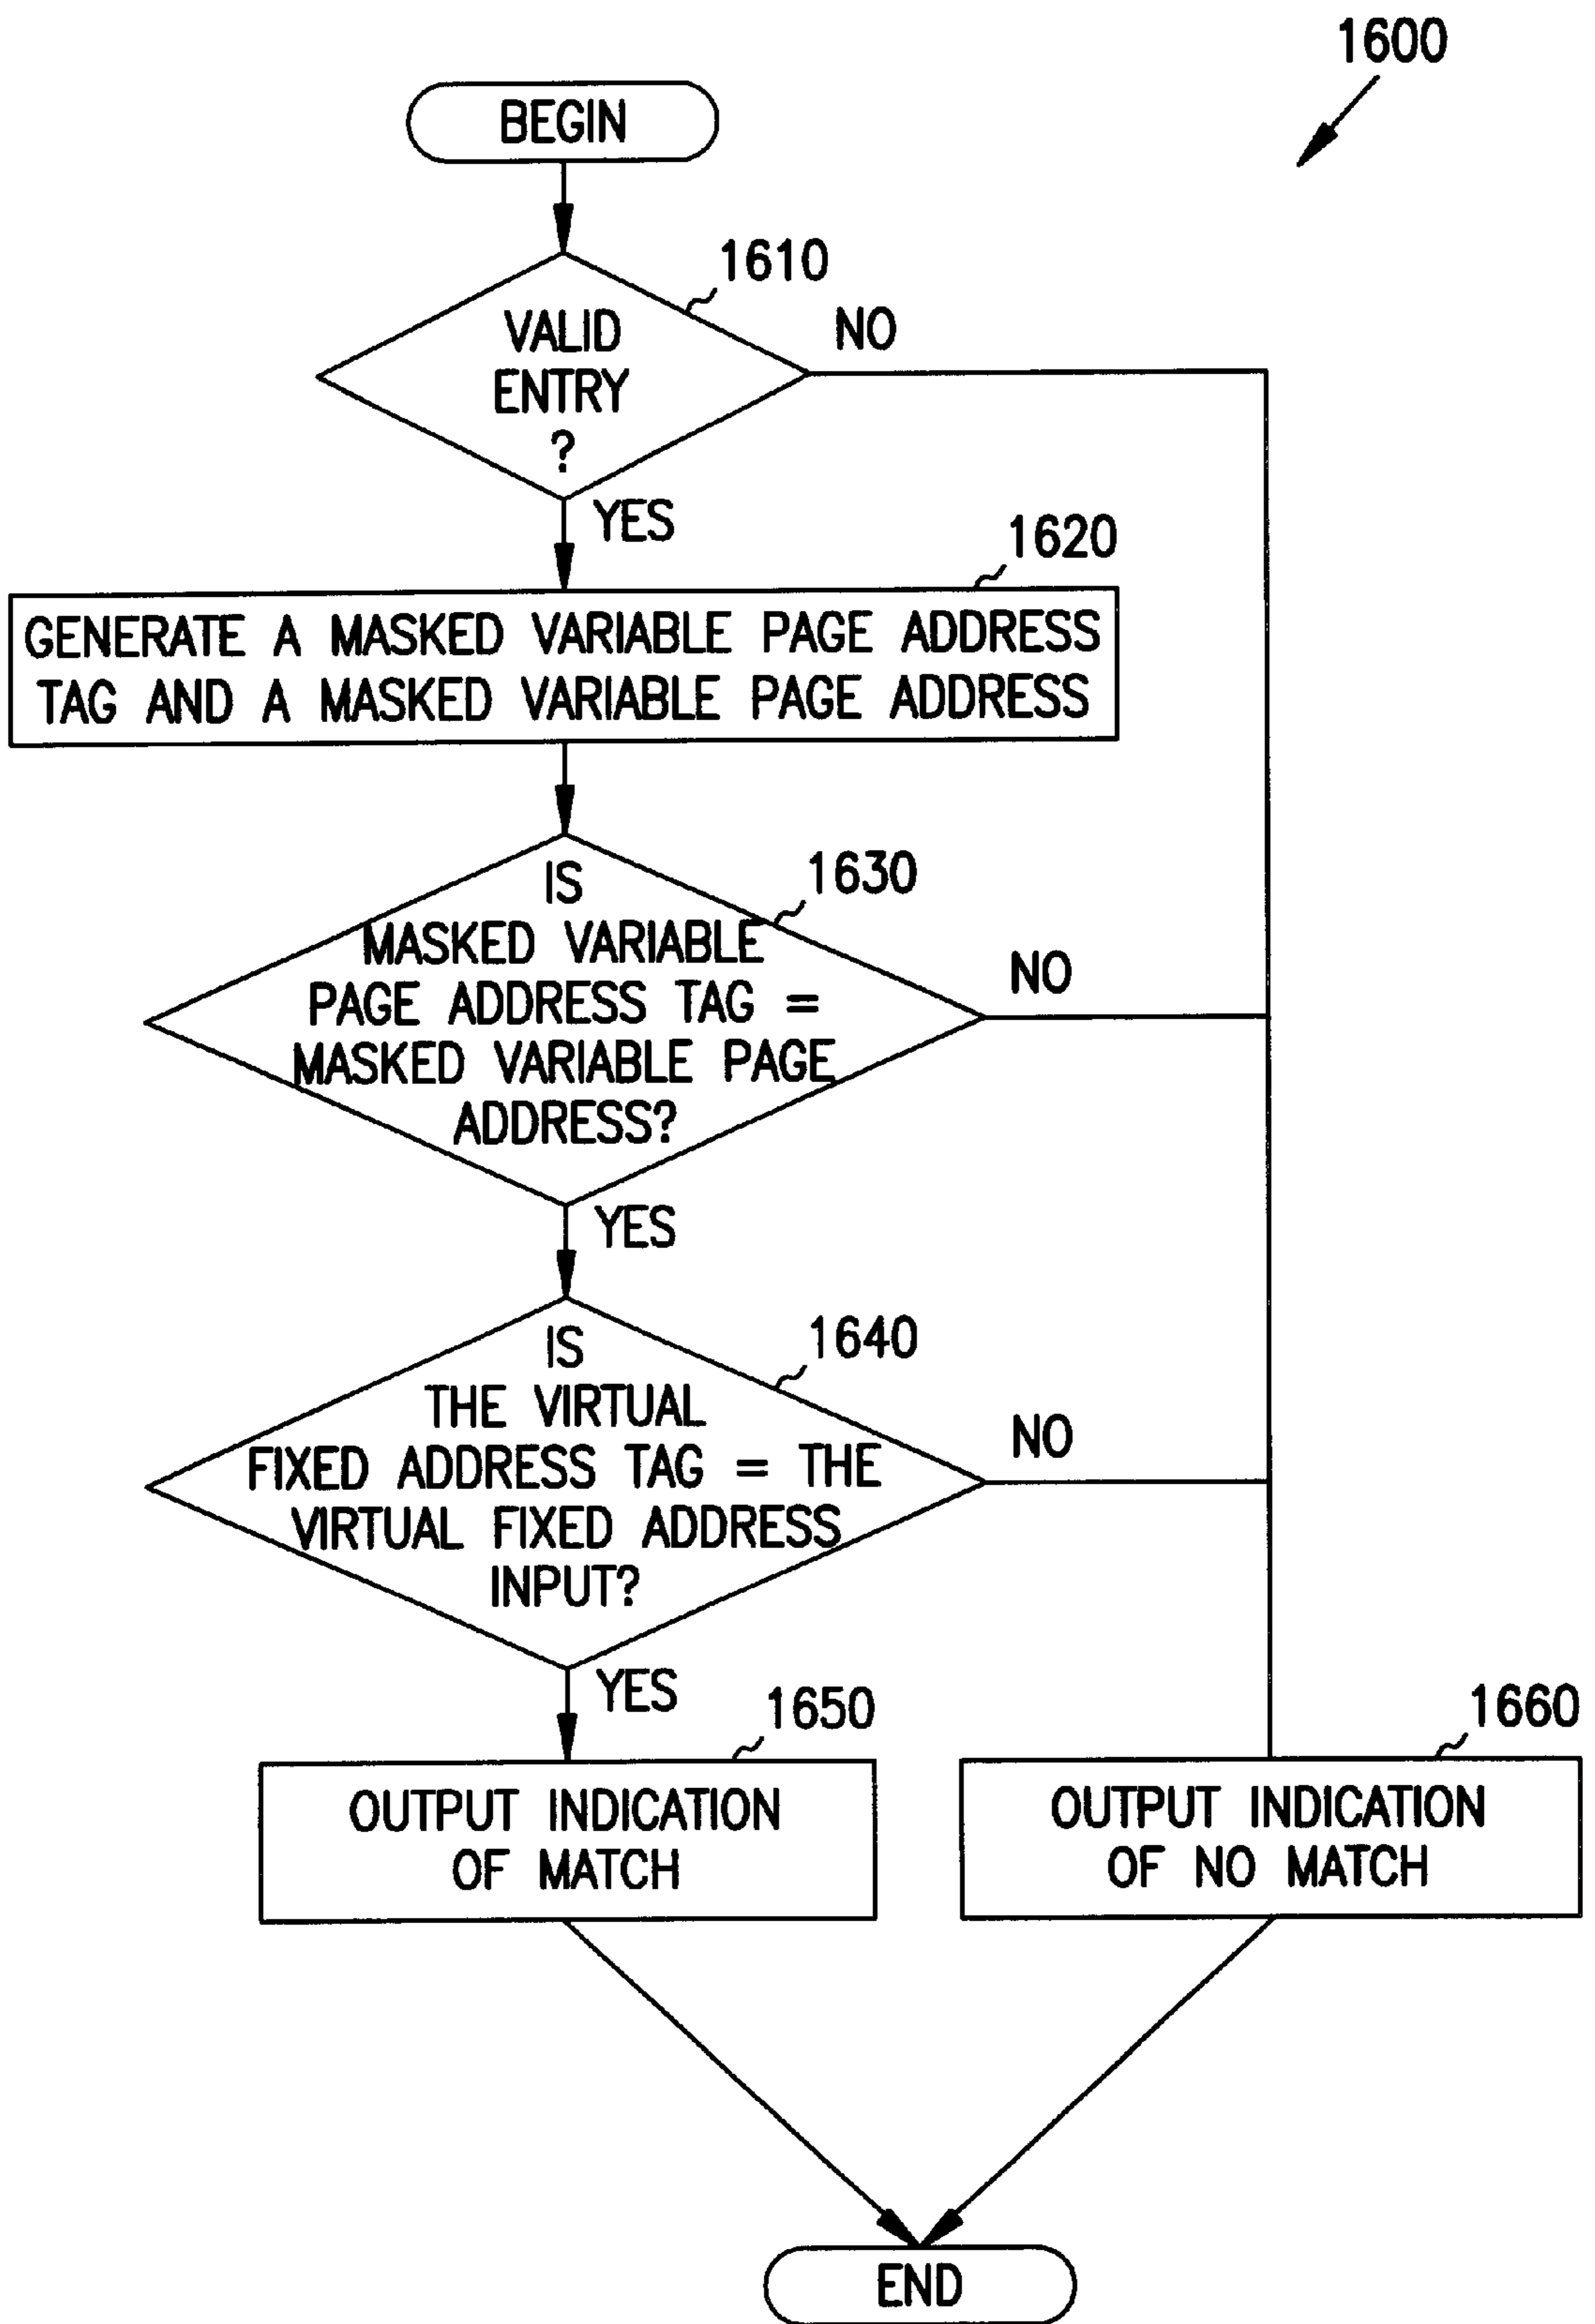 1600
BEGIN
1610
VALID
ENTRY
?
NO
YES
1620
GENERATE A MASKED VARIABLE PAGE ADDRESS
TAG AND A MASKED VARIABLE PAGE ADDRESS
1630
IS
MASKED VARIABLE
PAGE ADDRESS TAG =
MASKED VARIABLE PAGE
ADDRESS?
NO
YES
1640
IS
THE VIRTUAL
FIXED ADDRESS TAG = THE
VIRTUAL FIXED ADDRESS
INPUT?
NO
YES
1650
OUTPUT INDICATION
OF MATCH
1660
OUTPUT INDICATION
OF NO MATCH
END